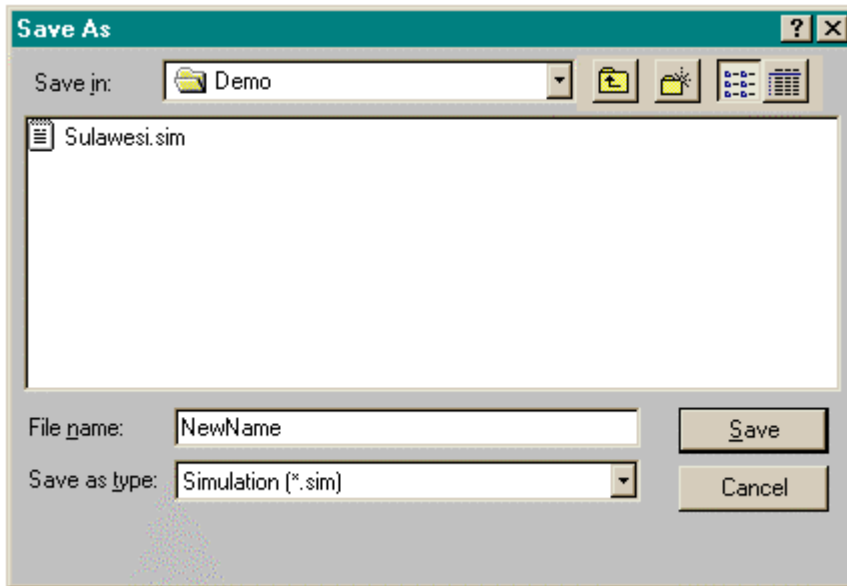 Save As
Save in: Demo
Sulawesi.sim
File name: NewName Save
Save as type: Simulation (*.sim) Cancel